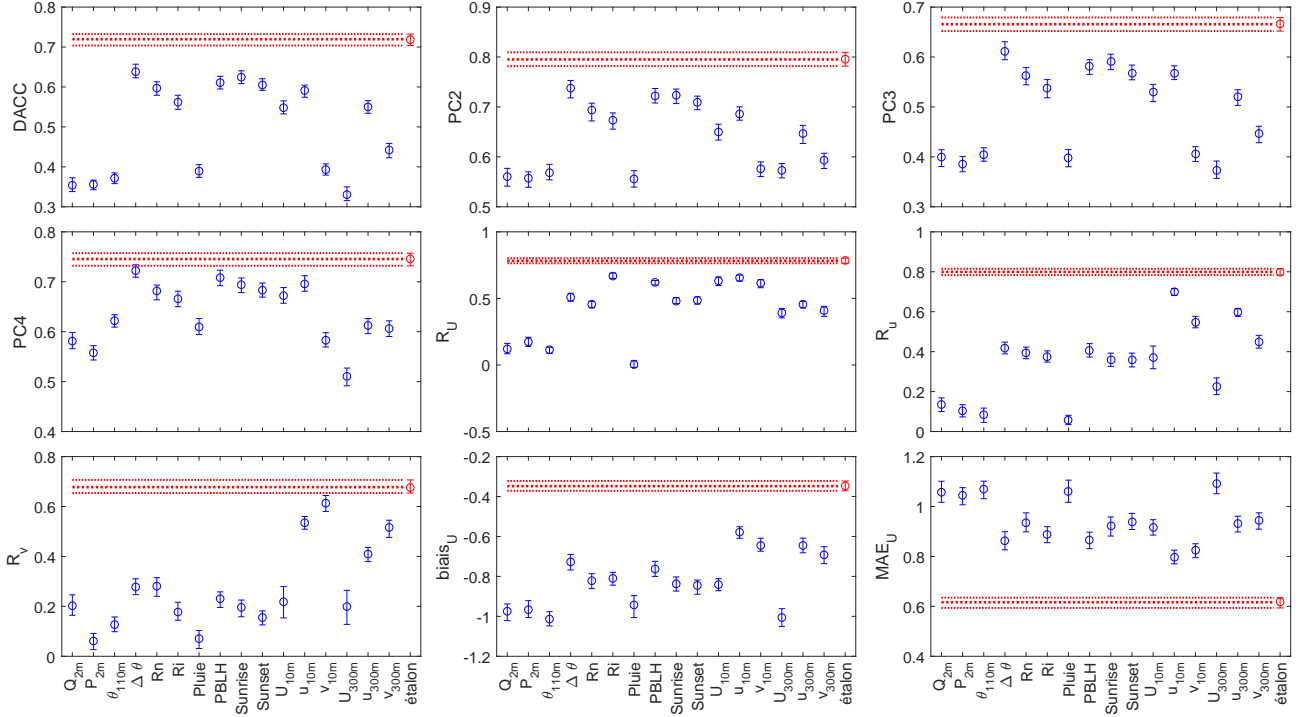 DACC
0.8
0.7
0.6
0.5
0.4
0.3
PC2
0.9
0.8
0.7
0.6
0.5
PC3
0.7
0.6
0.5
0.4
0.3
PC4
0.8
0.7
0.6
0.5
0.4
R_U
1
0.5
0
-0.5
R_u
1
0.8
0.6
0.4
0.2
0
R_v
0.8
0.6
0.4
0.2
0
Q_2m
P_2m
θ_110m
Δ θ
Rn
Ri
Pluie
PBLH
Sunrise
Sunset
U_10m
u_10m
v_10m
U_300m
u_300m
v_300m
étalon
biais_U
-0.2
-0.4
-0.6
-0.8
-1
-1.2
Q_2m
P_2m
θ_110m
Δ θ
Rn
Ri
Pluie
PBLH
Sunrise
Sunset
U_10m
u_10m
v_10m
U_300m
u_300m
v_300m
étalon
MAE_U
1.2
1
0.8
0.6
0.4
Q_2m
P_2m
θ_110m
Δ θ
Rn
Ri
Pluie
PBLH
Sunrise
Sunset
U_10m
u_10m
v_10m
U_300m
u_300m
v_300m
étalon